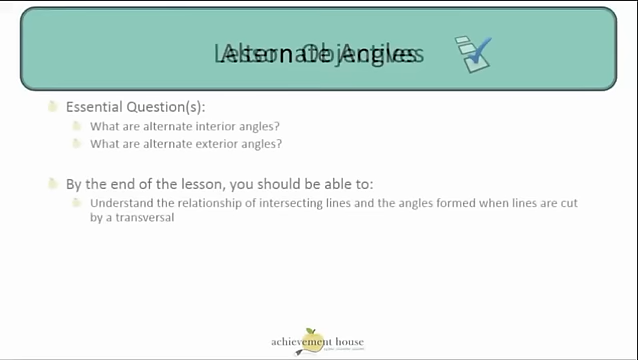 Essential Question(s):
What are alternate interior angles?
What are alternate exterior angles?
By the end of the lesson, you should be able to:
Understand the relationship of intersecting lines and the angles formed when lines are cut
by a transversal
achievement house